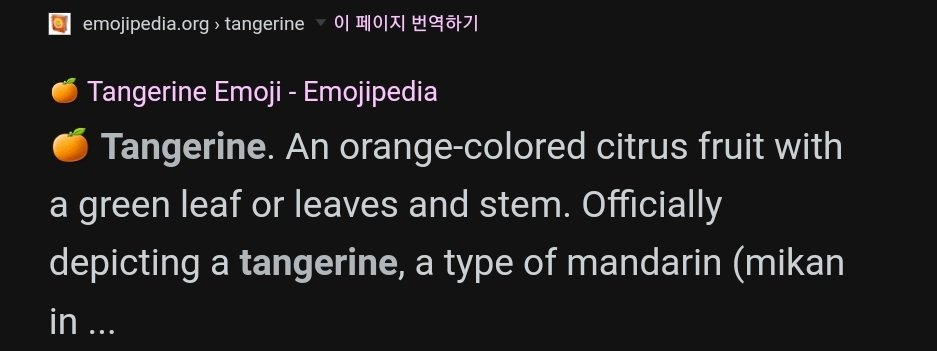 emojipedia.org › tangerine ▼ 이 페이지 번역하기
🍊 Tangerine Emoji - Emojipedia
🍊 Tangerine. An orange-colored citrus fruit with
a green leaf or leaves and stem. Officially
depicting a tangerine, a type of mandarin (mikan
in ...